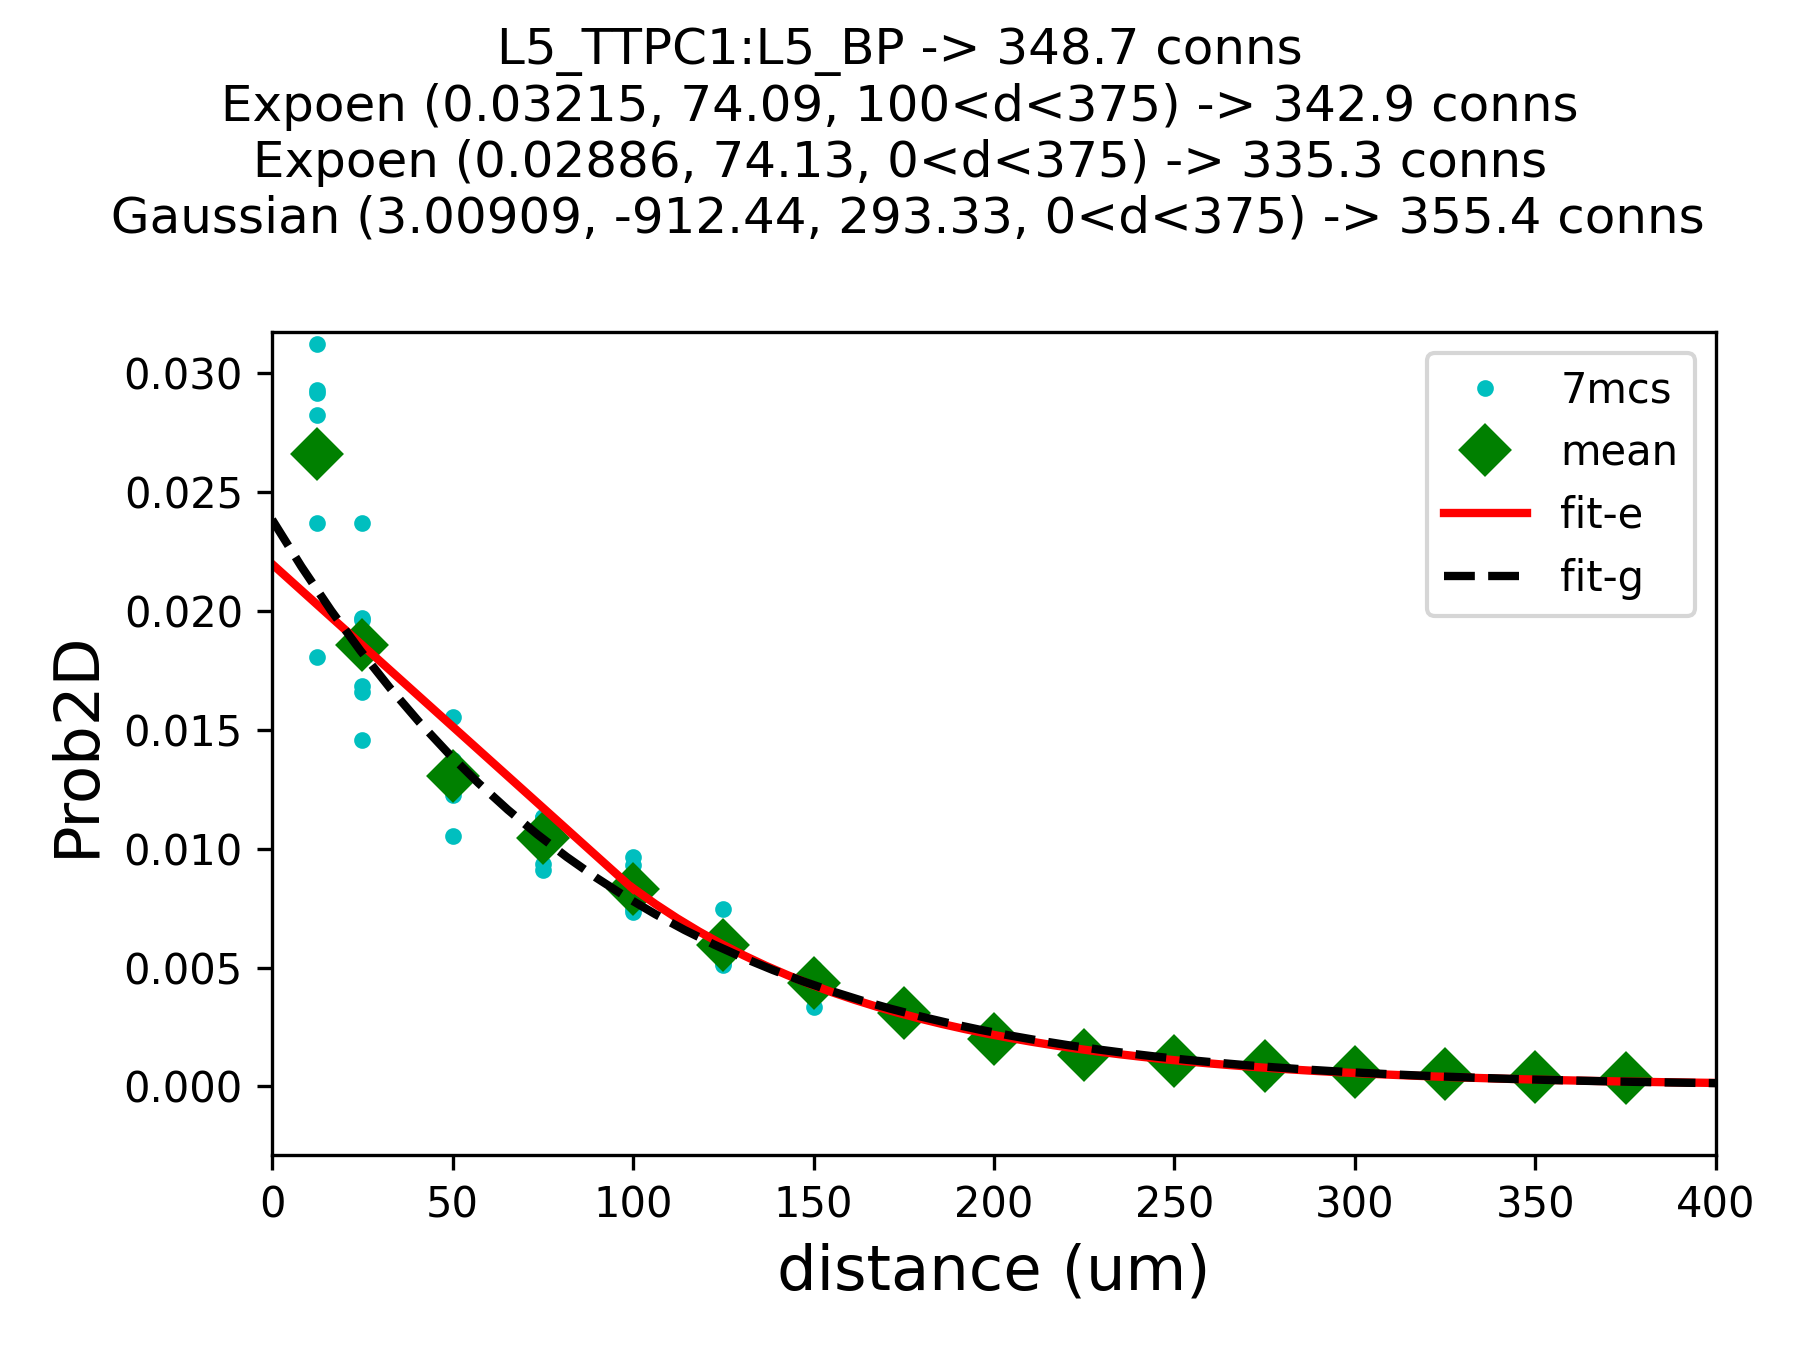 L5_TTPC1:L5_BP -> 348.7 conns
Expoen (0.03215, 74.09, 100<d<375) -> 342.9 conns
Expoen (0.02886, 74.13, 0<d<375) -> 335.3 conns
Gaussian (3.00909, -912.44, 293.33, 0<d<375) -> 355.4 conns
7mcs
mean
fit-e
fit-g
Prob2D
0.030
0.025
0.020
0.015
0.010
0.005
0.000
0 50 100 150 200 250 300 350 400
distance (um)